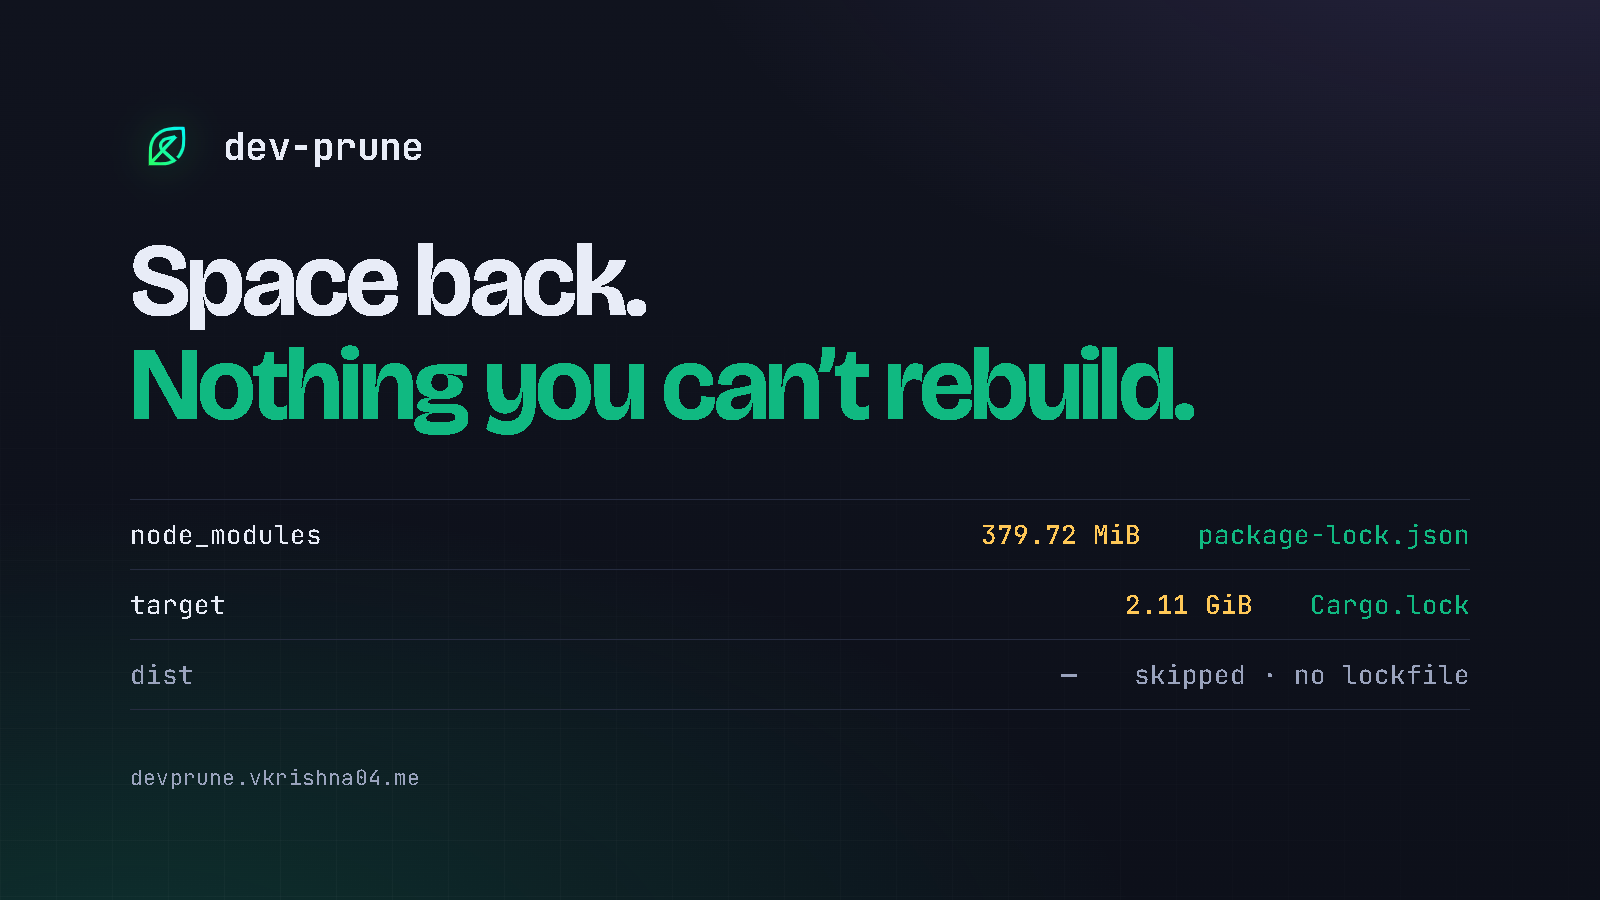 dev-prune
Space back.
Nothing you can’t rebuild.
node_modules 379.72 MiB package-lock.json
target 2.11 GiB Cargo.lock
dist — skipped · no lockfile
devprune.vkrishna04.me